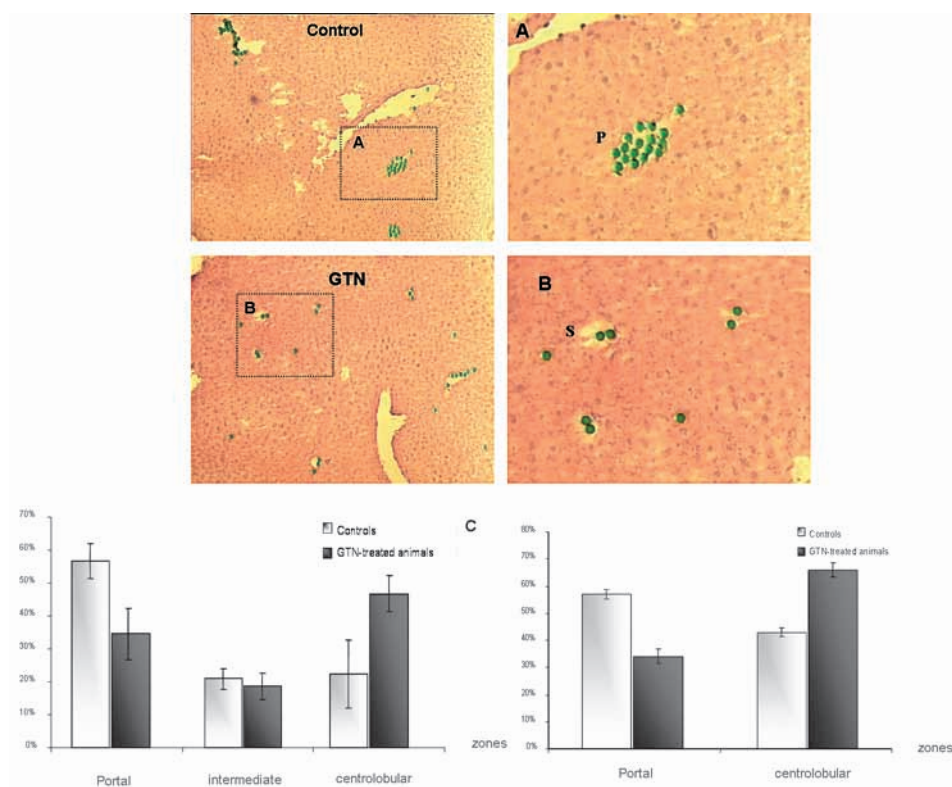 Control
A
A
P
GTN
B
B
S
C
70%
60%
50%
40%
30%
20%
10%
0%
Controls
GTN-treated animals
Portal
intermediate
centrolobular
zones
80%
70%
60%
50%
40%
30%
20%
10%
0%
Controls
GTN-treated animals
Portal
centrolobular
zones